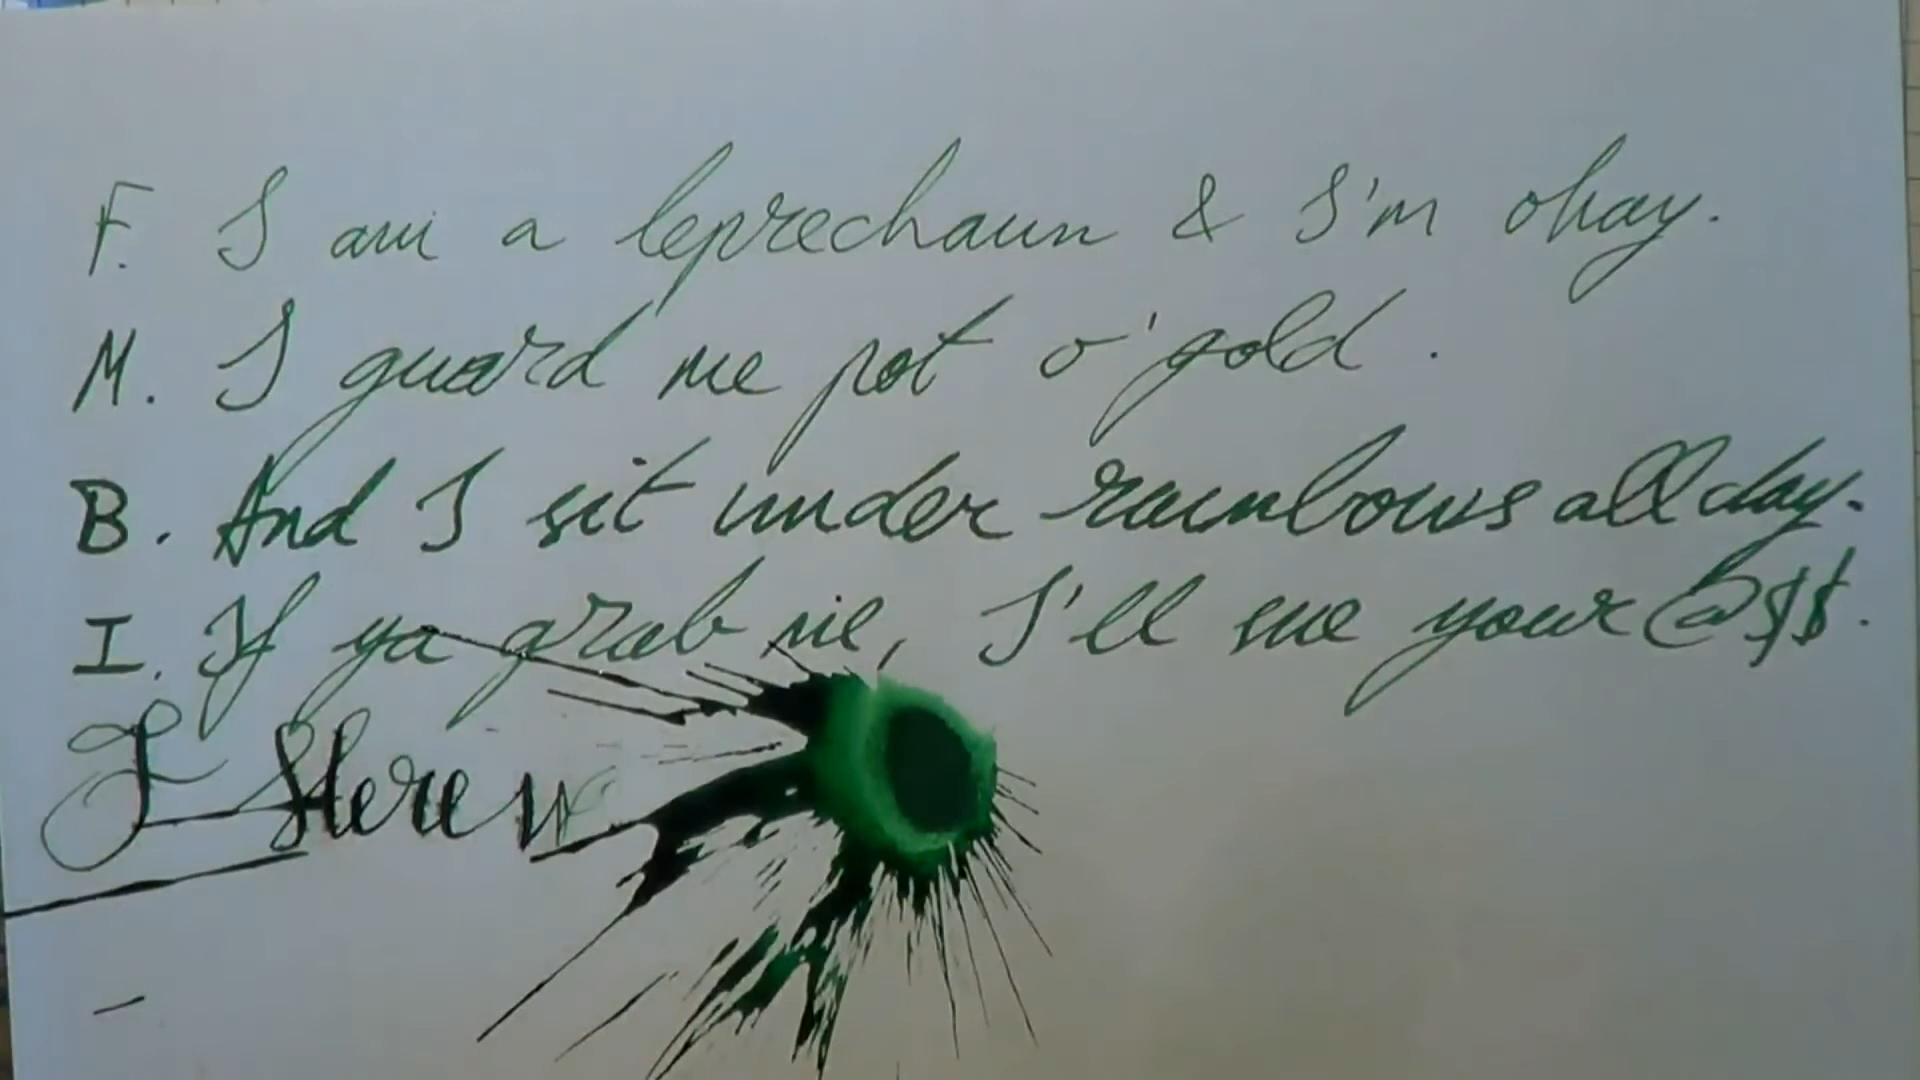 F. I am a leprechaun & I'm okay.
M. I guard me pot o' gold.
B. And I sit under rainbows all day.
I. If ya grab me, I'll sue your @$$.